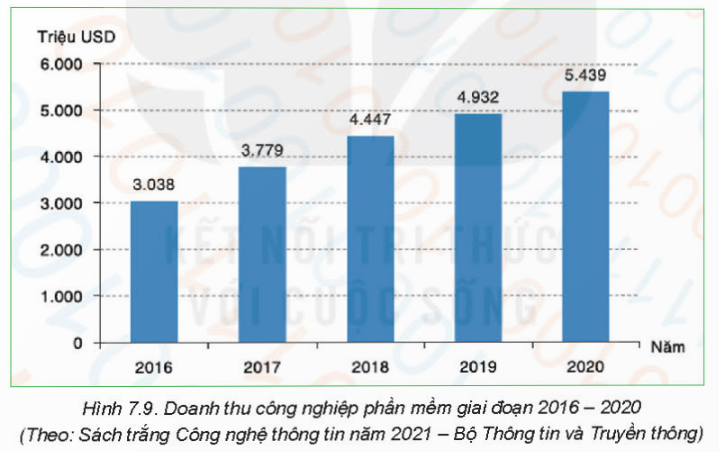 Triệu USD
6.000
5.000
4.000
3.000
2.000
1.000
0
3.038
3.779
4.447
4.932
5.439
2016
2017
2018
2019
2020
Năm
KẾT NỐI TRI THỨC
VỚI CUỘC SỐNG
Hình 7.9. Doanh thu công nghiệp phần mềm giai đoạn 2016 – 2020
(Theo: Sách trắng Công nghệ thông tin năm 2021 – Bộ Thông tin và Truyền thông)